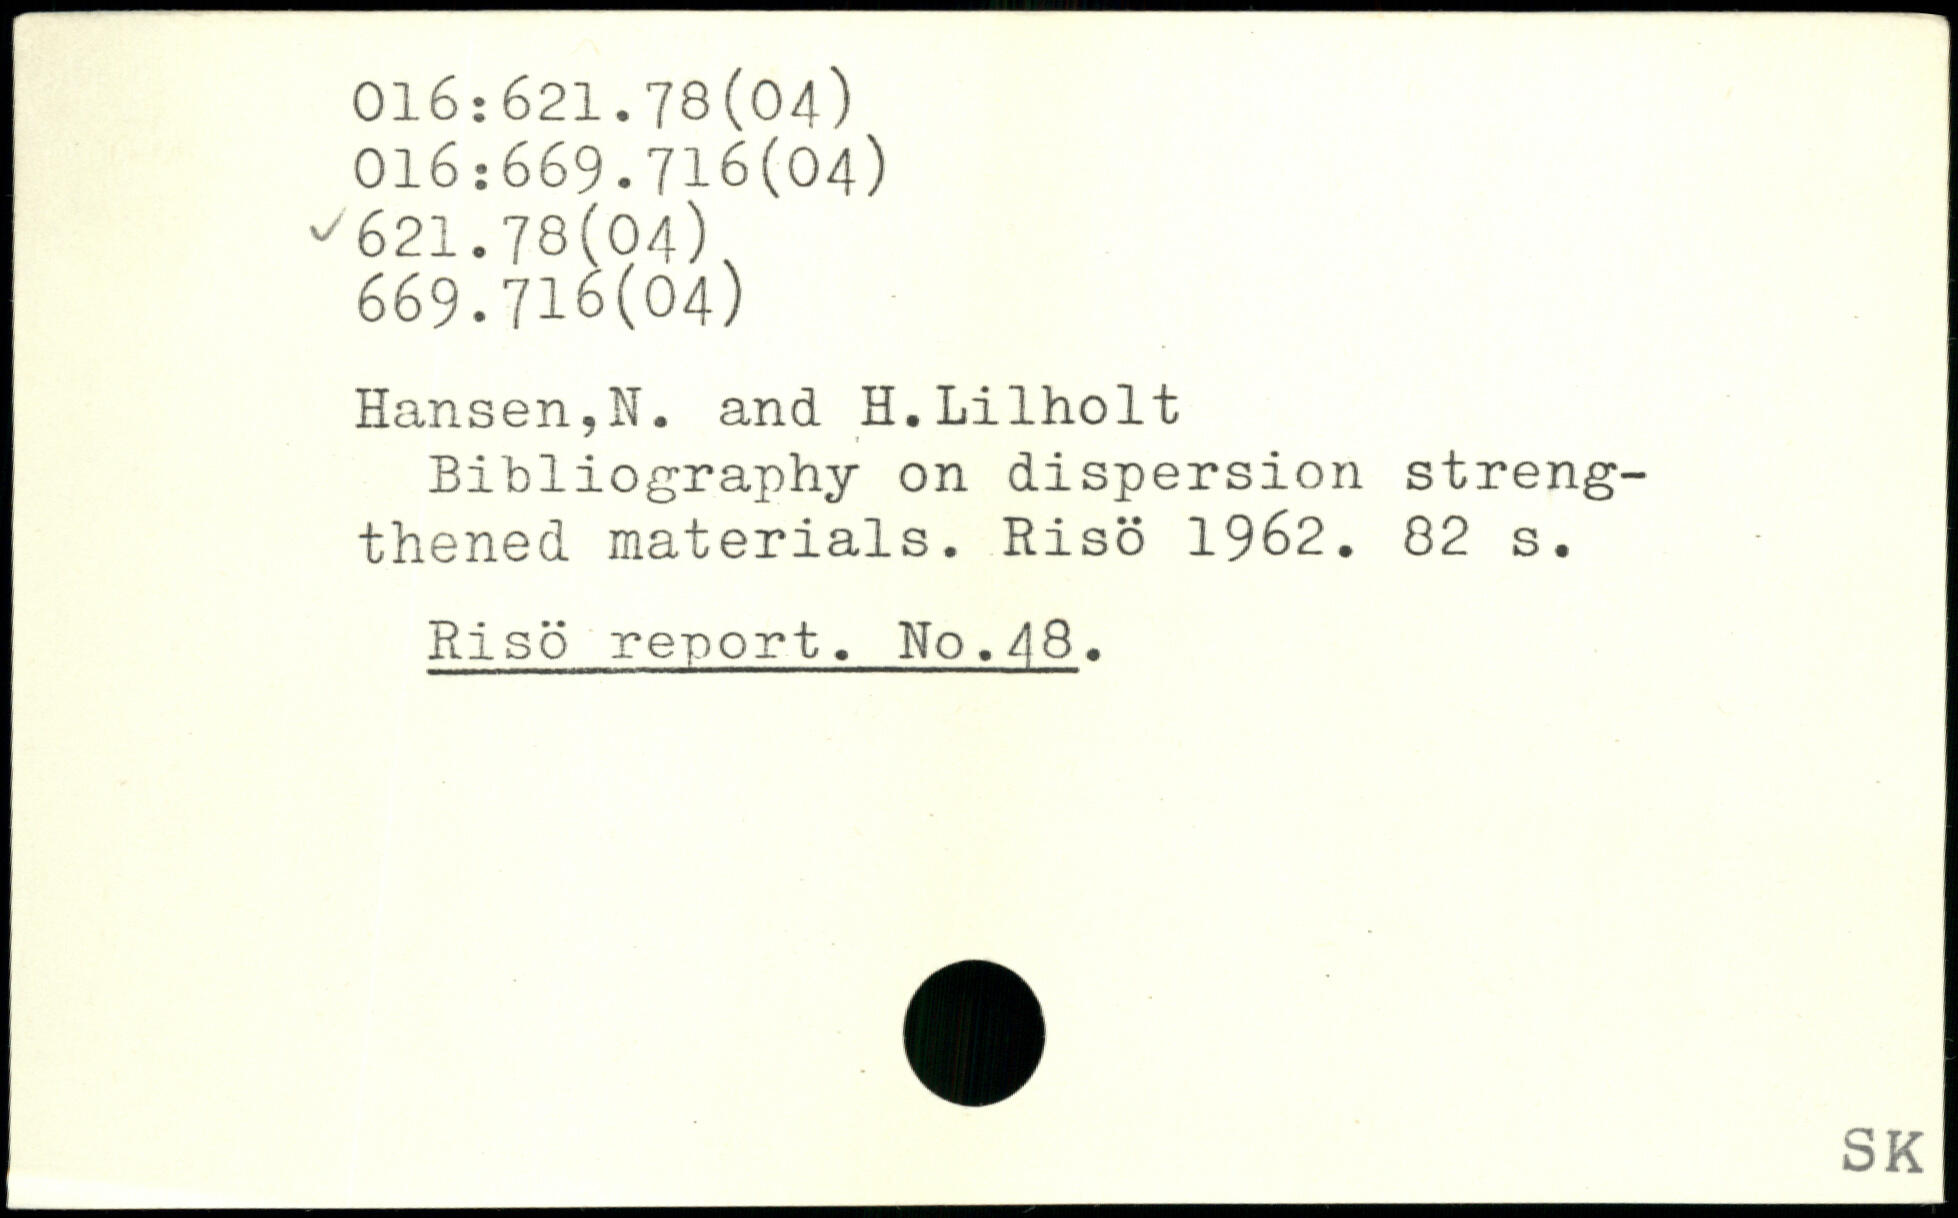 016:621.78(04)
016:669.716(04)
✓621.78(04)
669.716(04)
Hansen,N. and H.Lilholt
Bibliography on dispersion streng-
thened materials. Risö 1962. 82 s.
Risö report. No.48.
SK